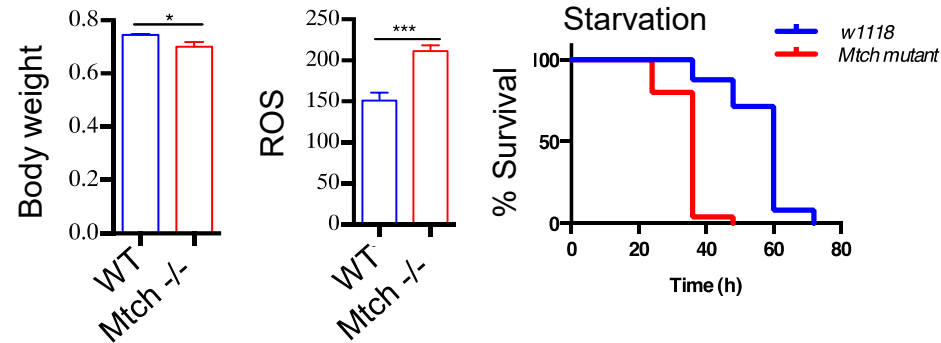 Body weight
0.8
0.6
0.4
0.2
0.0
*
WT
Mtch -/-
ROS
250
200
150
100
50
0
***
WT
Mtch -/-
Starvation
% Survival
100
50
0
0 20 40 60 80
Time (h)
w1118
Mtch mutant